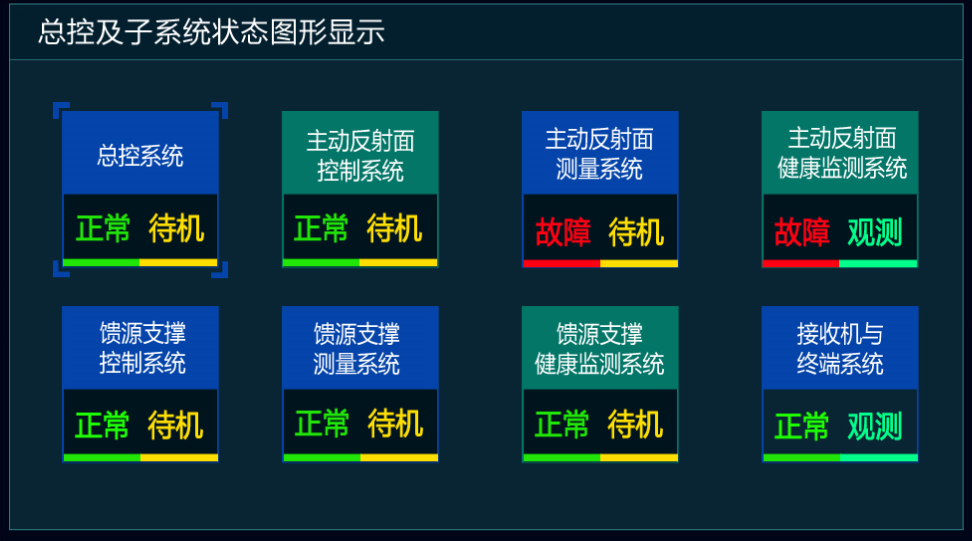 总控及子系统状态图形显示
总控系统
正常 待机
主动反射面
控制系统
正常 待机
主动反射面
测量系统
故障 待机
主动反射面
健康监测系统
故障 观测
馈源支撑
控制系统
正常 待机
馈源支撑
测量系统
正常 待机
馈源支撑
健康监测系统
正常 待机
接收机与
终端系统
正常 观测